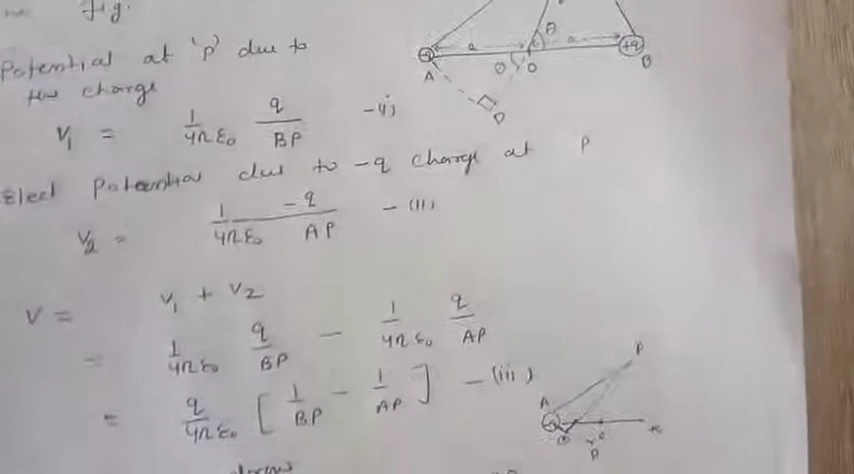 Fig.
Potential at 'P' due to
the charge
V₁ = 1/4πε₀ q/BP - (i)
Elect Potential due to -q charge at P
V₂ = 1/4πε₀ -q/AP - (ii)
V = V₁ + V₂
= 1/4πε₀ q/BP - 1/4πε₀ q/AP
= q/4πε₀ [1/BP - 1/AP] - (iii)
-q
a
θ
a
+q
A
θ
O
B
D
P
A